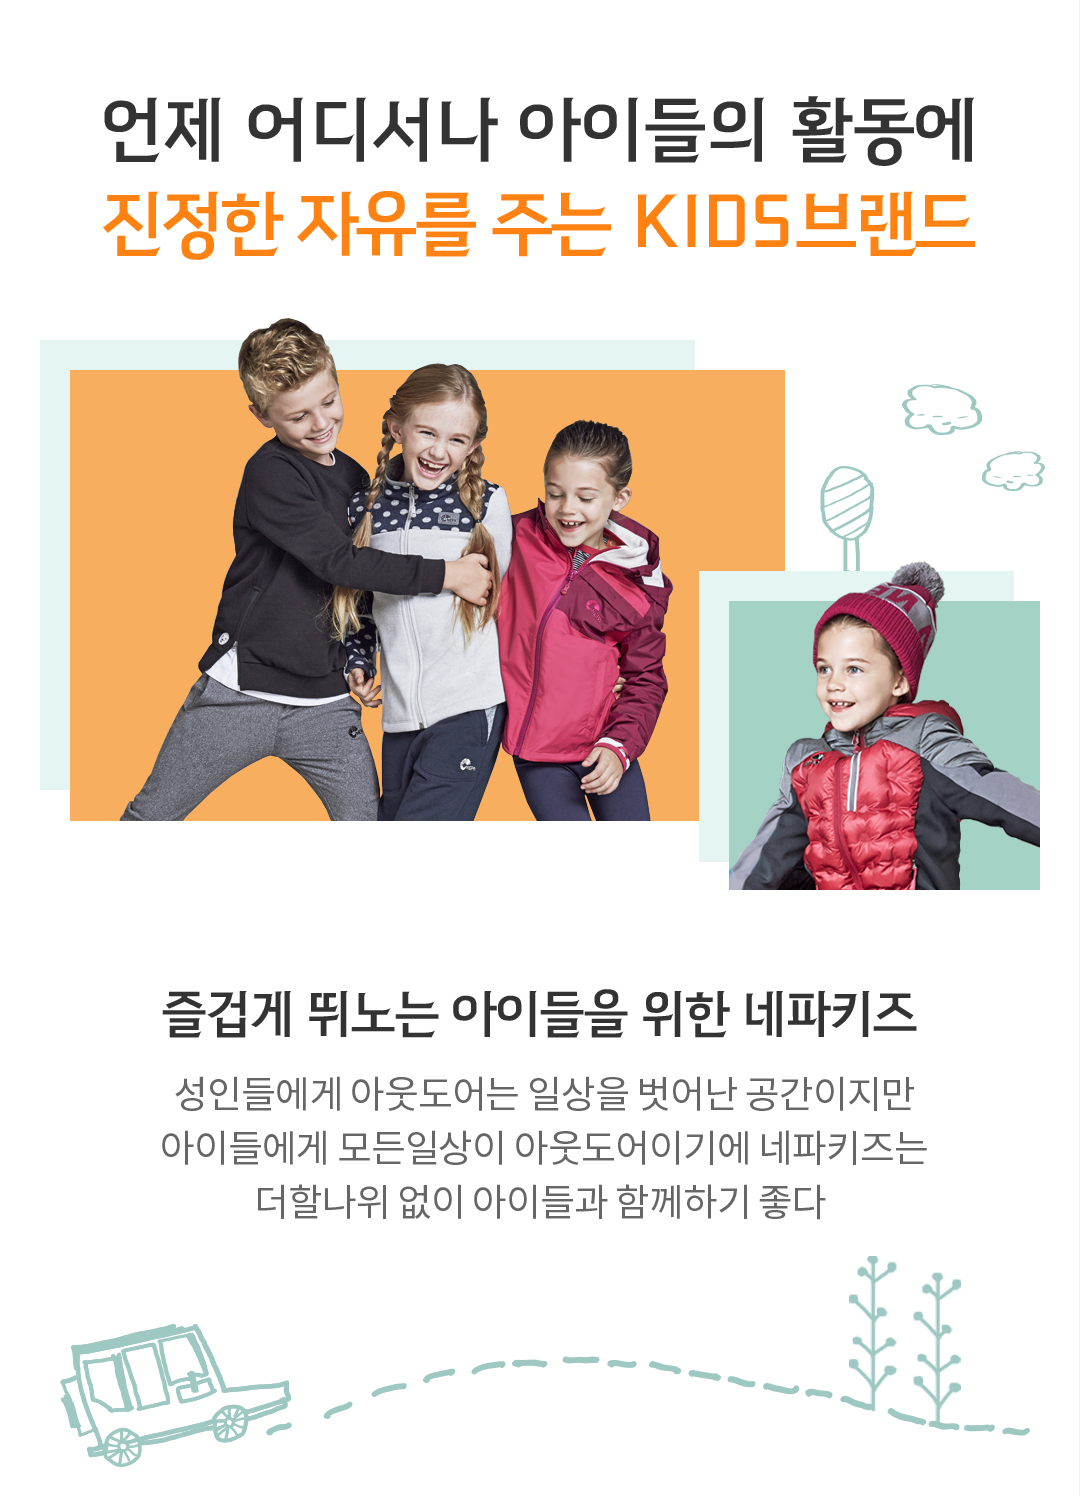 언제 어디서나 아이들의 활동에
진정한 자유를 주는 KIDS브랜드
즐겁게 뛰노는 아이들을 위한 네파키즈
성인들에게 아웃도어는 일상을 벗어난 공간이지만
아이들에게 모든일상이 아웃도어이기에 네파키즈는
더할나위 없이 아이들과 함께하기 좋다